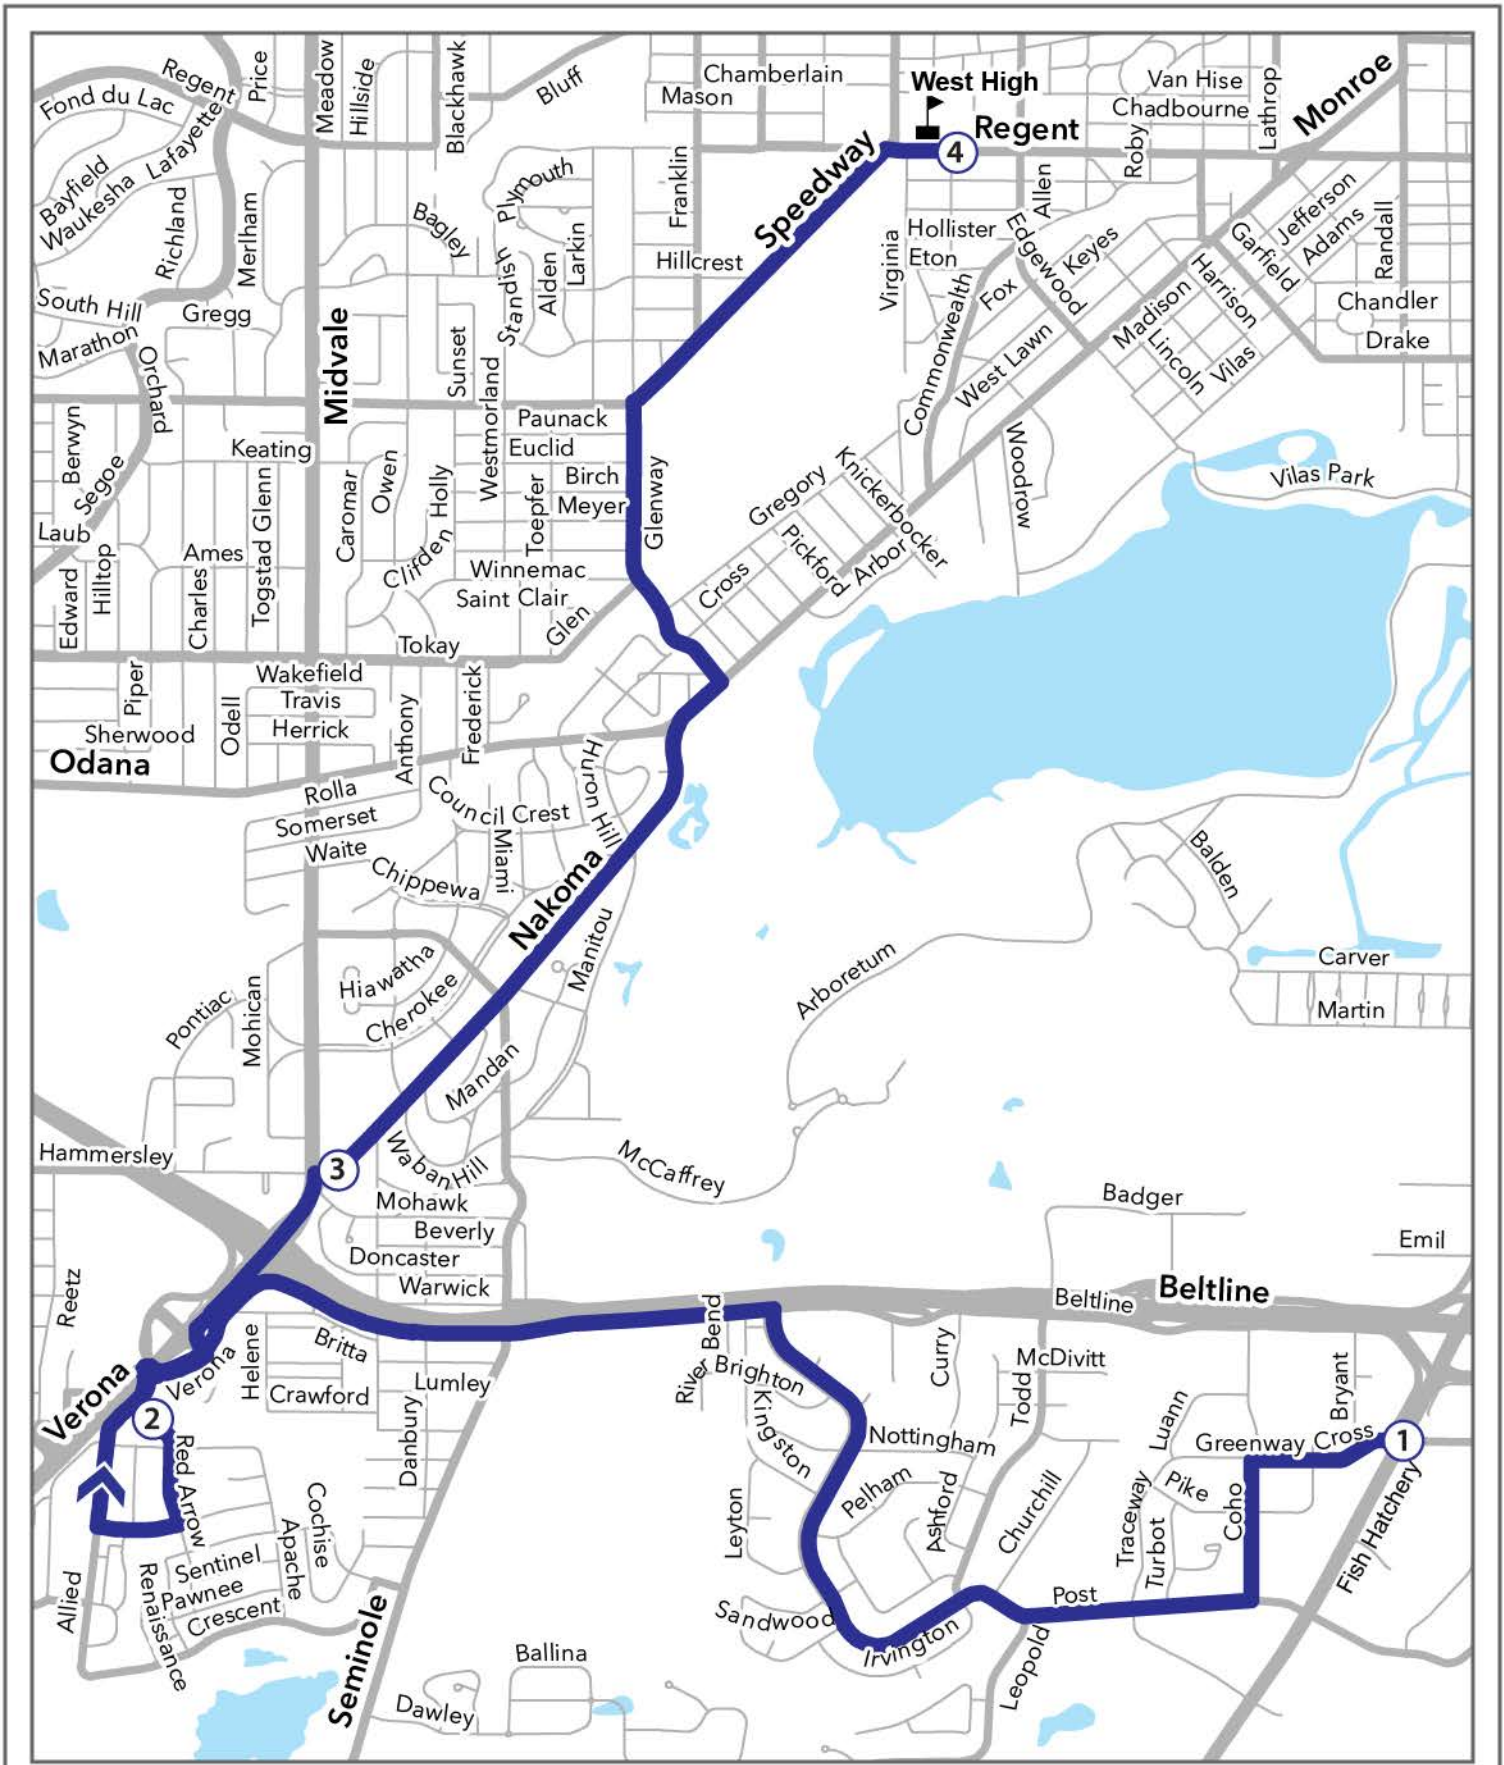 Price
Meadow
Hillside
Blackhawk
Bluff
Chamberlain
Mason
West High
Van Hise
Chadbourne
Lathrop
Monroe
Regent
Fond du Lac
Lafayette
Regent
Roby
4
Speedway
Franklin
Allen
Bayfield
Waukesha
Richland
Merlham
Bagley
Plymouth
Larkin
Alden
Standish
Hillcrest
Virginia
Hollister
Eton
Edgewood
Keyes
Fox
Commonwealth
Jefferson
Adams
Garfield
Harrison
Randall
Chandler
Drake
Madison
Lincoln
Vilas
West Lawn
South Hill
Gregg
Marathon
Orchard
Midvale
Sunset
Westmorland
Paunack
Euclid
Birch
Meyer
Berwyn
Segoe
Keating
Owen
Holly
Caromar
Toepfer
Glenway
Gregory
Knickerbocker
Woodrow
Vilas Park
Laub
Hilltop
Edward
Ames
Charles
Togstad Glenn
Clifden
Winnemac
Saint Clair
Glen
Cross
Pickford
Arbor
Tokay
Piper
Wakefield
Travis
Herrick
Odell
Sherwood
Anthony
Frederick
Odana
Rolla
Somerset
Waite
Council Crest
Huron Hill
Miami
Chippewa
Nakoma
Manitou
Balden
Hiawatha
Cherokee
Pontiac
Mohican
Arboretum
Carver
Martin
Mandan
Hammersley
3
Waban Hill
McCaffrey
Mohawk
Beverly
Doncaster
Warwick
Badger
Emil
Reetz
Beltline
Beltline
Bend
River
Britta
Helene
Verona
Verona
Crawford
Lumley
Danbury
Brighton
Kingston
Curry
McDivitt
Todd
Luann
Bryant
2
Red Arrow
Nottingham
Greenway Cross
1
Pelham
Ashford
Churchill
Leyton
Traceway
Turbot
Pike
Coho
Fish Hatchery
Cochise
Apache
Sentinel
Pawnee
Crescent
Renaissance
Allied
Post
Sandwood
Irvington
Leopold
Seminole
Ballina
Dawley